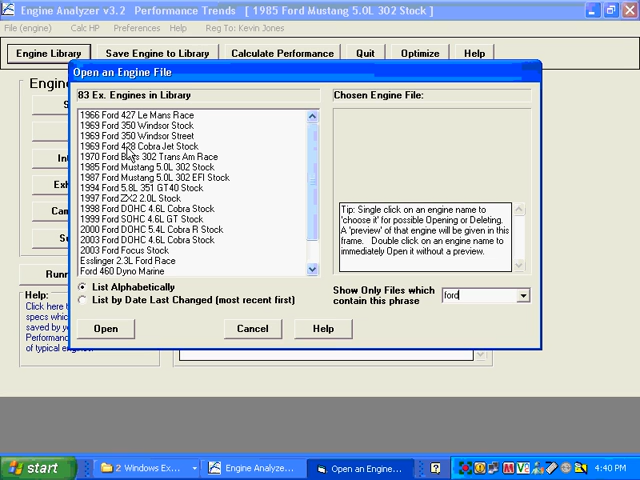 Engine Analyzer v3.2   Performance Trends   [ 1985 Ford Mustang 5.0L 302 Stock ]
File (engine)   Calc HP   Preferences   Help   Reg To: Kevin Jones
Engine Library   Save Engine to Library   Calculate Performance   Quit   Optimize   Help
Open an Engine File
83 Ex. Engines in Library
1966 Ford 427 Le Mans Race
1969 Ford 350 Windsor Stock
1969 Ford 350 Windsor Street
1969 Ford 428 Cobra Jet Stock
1970 Ford Boss 302 Trans Am Race
1985 Ford Mustang 5.0L 302 Stock
1987 Ford Mustang 5.0L 302 EFI Stock
1994 Ford 5.8L 351 GT40 Stock
1997 Ford ZX2 2.0L Stock
1998 Ford DOHC 4.6L Cobra Stock
1999 Ford SOHC 4.6L GT Stock
2000 Ford DOHC 5.4L Cobra R Stock
2003 Ford DOHC 4.6L Cobra Stock
2003 Ford Focus Stock
Esslinger 2.3L Ford Race
Ford 460 Dyno Marine
List Alphabetically
List by Date Last Changed (most recent first)
Chosen Engine File:
Tip: Single click on an engine name to
'choose it' for possible Opening or Deleting.
A 'preview' of that engine will be given in this
frame.   Double click on an engine name to
immediately Open it without a preview.
Show Only Files which
contain this phrase
ford
Open   Cancel   Help
Engin
Exh
Cam
Runn
Help:
Click here t
specs which
saved by yo
Performanc
of typical eng
start   2 Windows Ex...   Engine Analyze...   Open an Engine...   4:40 PM